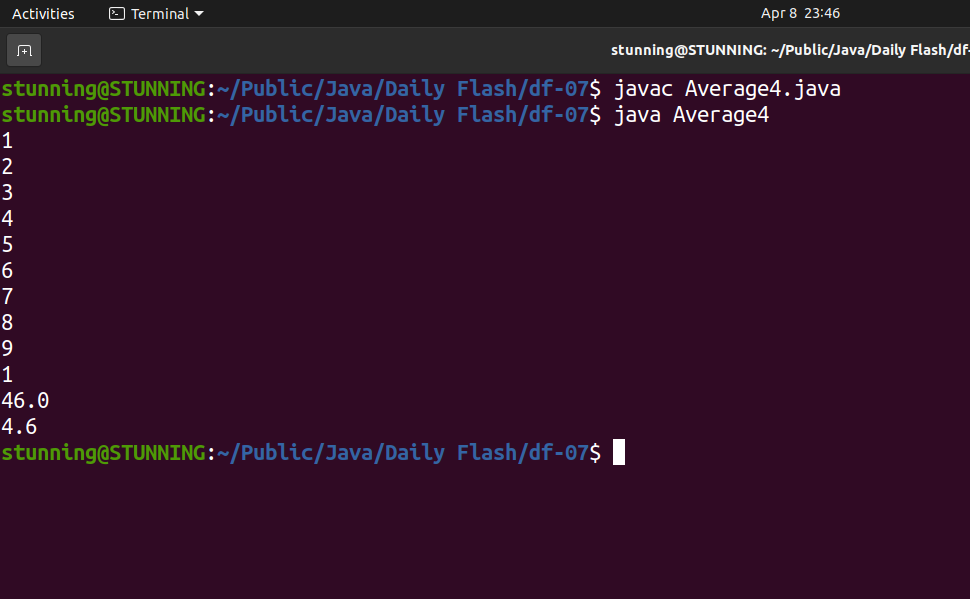 Activities Terminal Apr 8 23:46
stunning@STUNNING: ~/Public/Java/Daily Flash/df-
stunning@STUNNING:~/Public/Java/Daily Flash/df-07$ javac Average4.java
stunning@STUNNING:~/Public/Java/Daily Flash/df-07$ java Average4
1
2
3
4
5
6
7
8
9
1
46.0
4.6
stunning@STUNNING:~/Public/Java/Daily Flash/df-07$